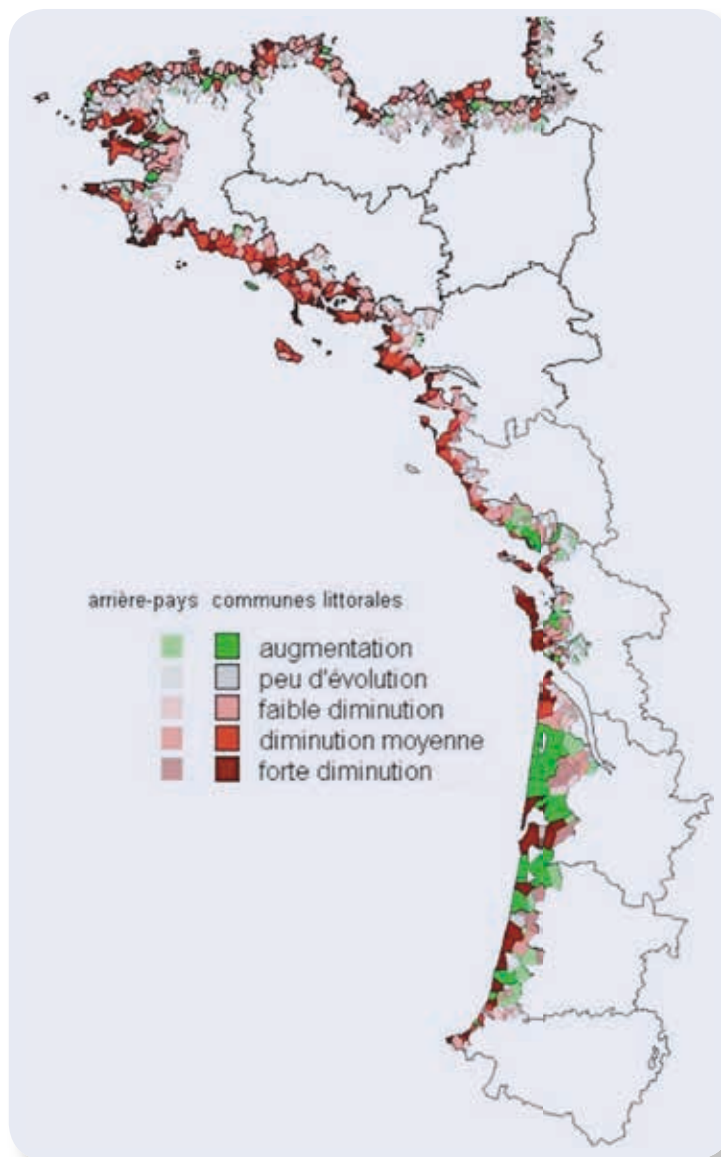 arrière-pays communes littorales
augmentation
peu d'évolution
faible diminution
diminution moyenne
forte diminution